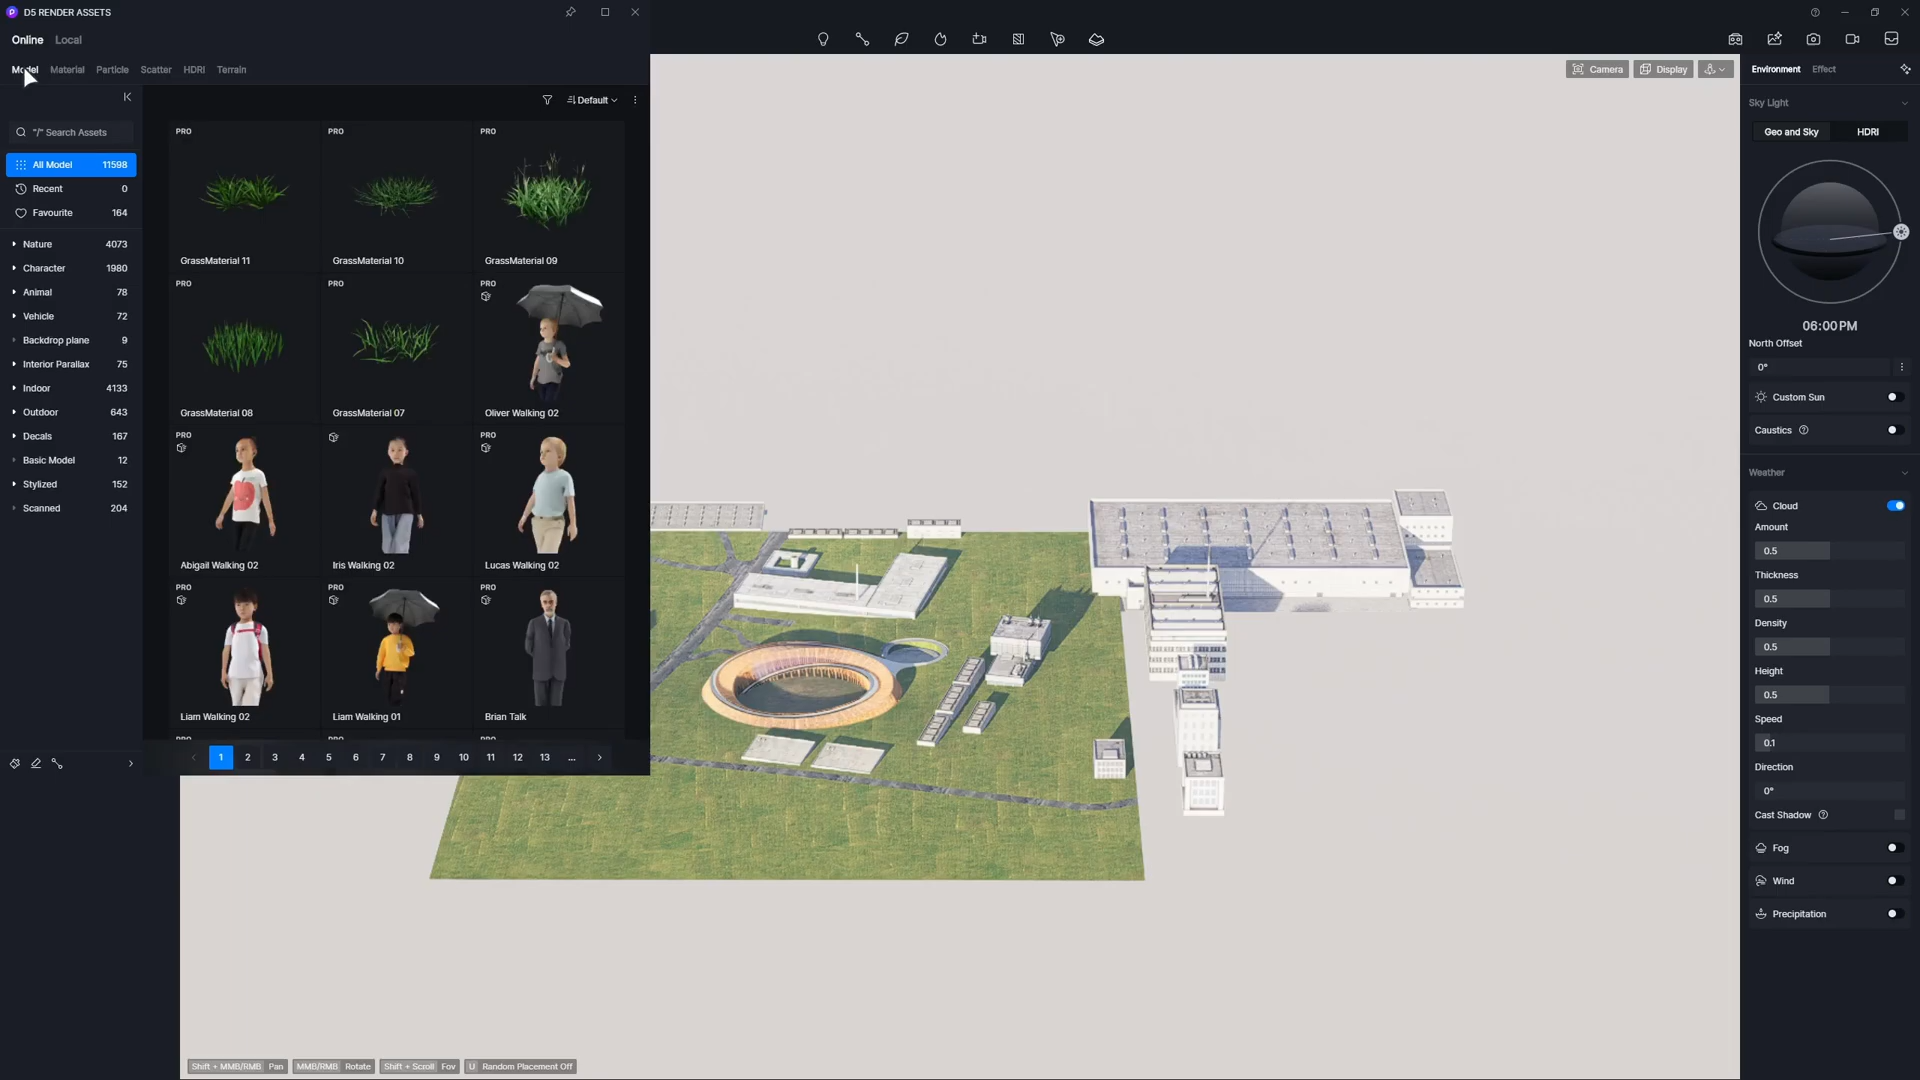 D5 RENDER ASSETS
Online Local
Model Material Particle Scatter HDRI Terrain
"/" Search Assets
Default
All Model 11598
Recent 0
Favourite 164
Nature 4073
Character 1980
Animal 78
Vehicle 72
Backdrop plane 9
Interior Parallax 75
Indoor 4133
Outdoor 643
Decals 167
Basic Model 12
Stylized 152
Scanned 204
PRO PRO PRO
GrassMaterial 11 GrassMaterial 10 GrassMaterial 09
PRO PRO PRO
GrassMaterial 08 GrassMaterial 07 Oliver Walking 02
PRO PRO
Abigail Walking 02 Iris Walking 02 Lucas Walking 02
PRO PRO PRO
Liam Walking 02 Liam Walking 01 Brian Talk
PRO PRO PRO
1 2 3 4 5 6 7 8 9 10 11 12 13 ...
Camera Display
Shift + MMB/RMB Pan MMB/RMB Rotate Shift + Scroll Fov U Random Placement Off
Environment Effect
Sky Light
Geo and Sky HDRI
06:00PM
North Offset
0°
Custom Sun
Caustics
Weather
Cloud
Amount
0.5
Thickness
0.5
Density
0.5
Height
0.5
Speed
0.1
Direction
0°
Cast Shadow
Fog
Wind
Precipitation